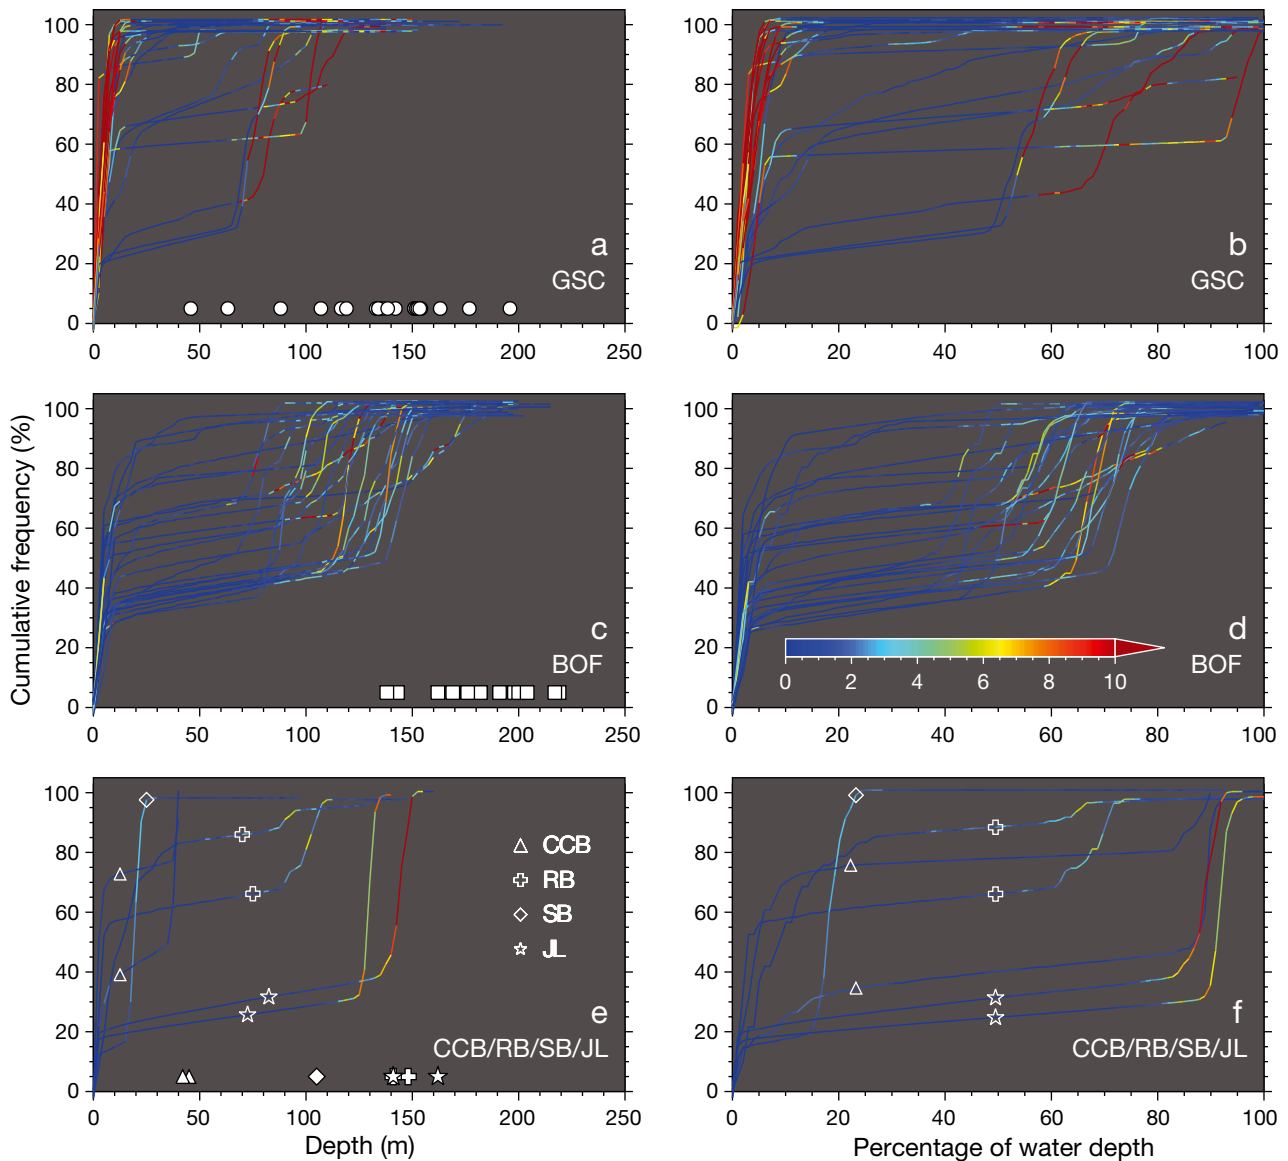 100
80
60
40
20
0
a
GSC
0 50 100 150 200 250
100
80
60
40
20
0
b
GSC
0 20 40 60 80 100
Cumulative frequency (%)
100
80
60
40
20
0
c
BOF
0 50 100 150 200 250
100
80
60
40
20
0
d
BOF
0 2 4 6 8 10
0 20 40 60 80 100
100
80
60
40
20
0
CCB
RB
SB
JL
e
CCB/RB/SB/JL
0 50 100 150 200 250
Depth (m)
100
80
60
40
20
0
f
CCB/RB/SB/JL
0 20 40 60 80 100
Percentage of water depth